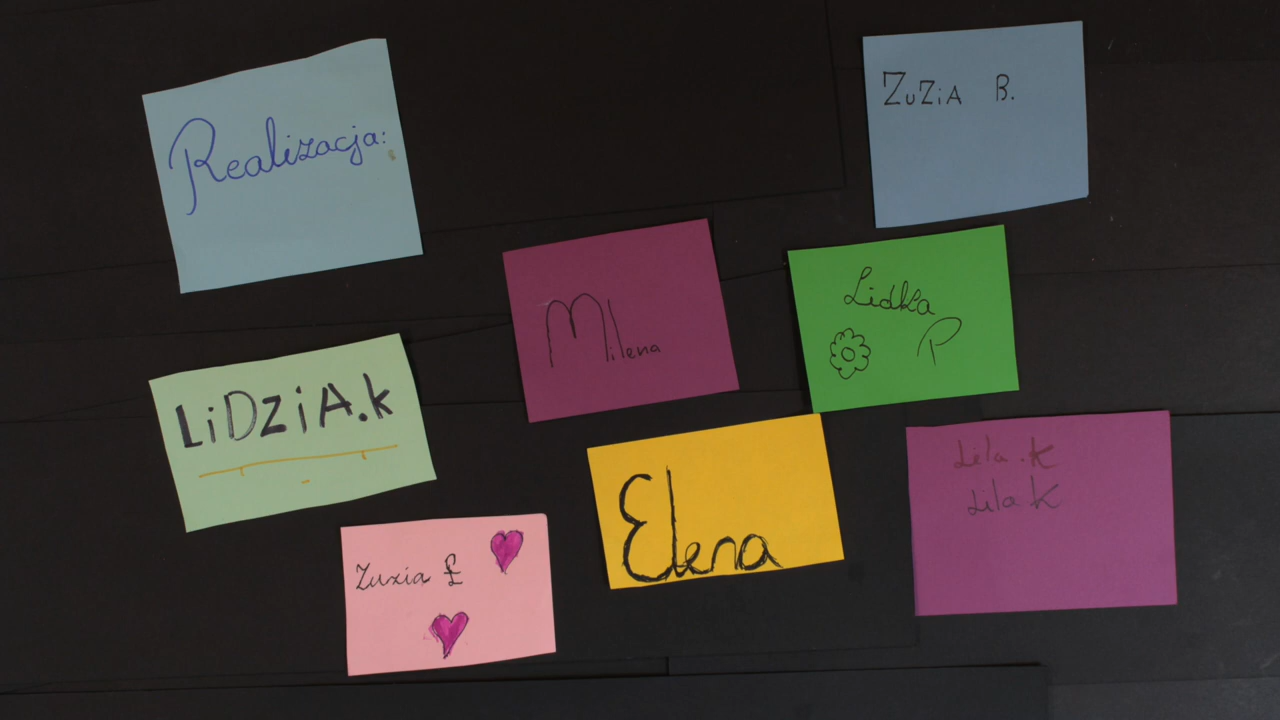 Realizacja:
ZuZiA B.
Milena
Lidka
P
LiDZiA.k
Elena
Lila.K
Lila K
Zuzia Ł